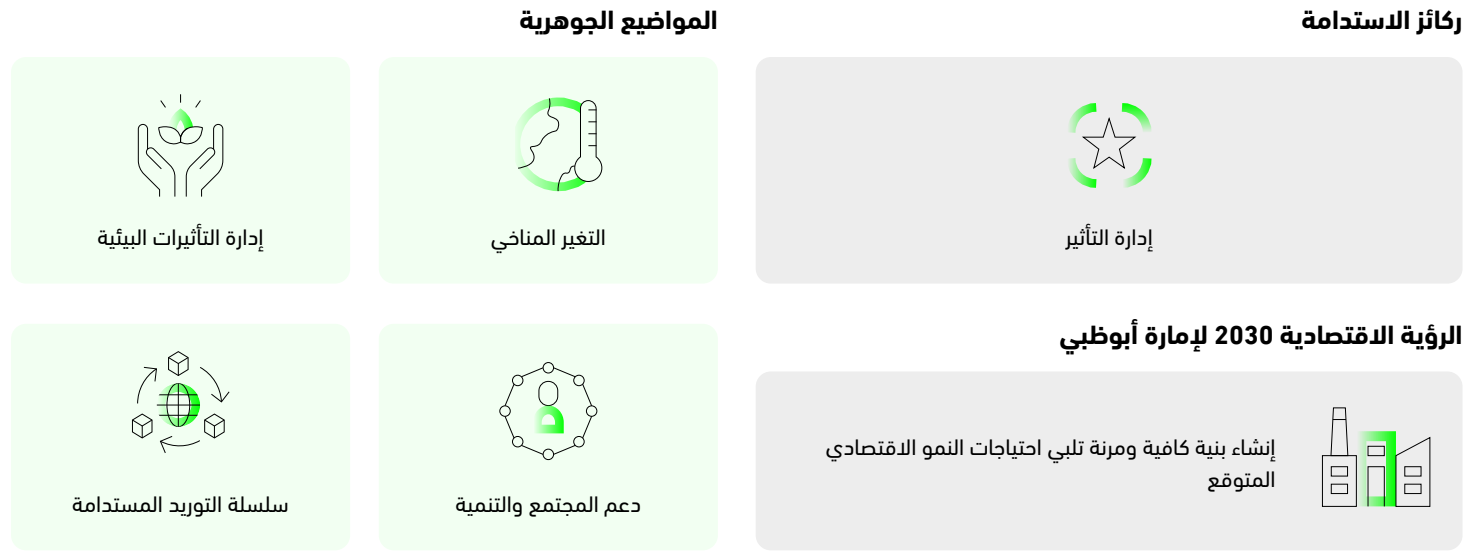 ركائز الاستدامة
إدارة التأثير
الرؤية الاقتصادية 2030 لإمارة أبوظبي
إنشاء بنية كافية ومرنة تلبي احتياجات النمو الاقتصادي
المتوقع
المواضيع الجوهرية
التغير المناخي
إدارة التأثيرات البيئية
دعم المجتمع والتنمية
سلسلة التوريد المستدامة